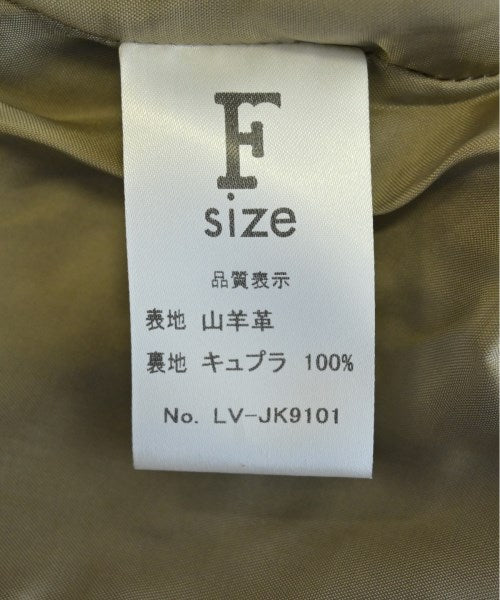 F
size
品質表示
表地 山羊革
裏地 キュプラ 100%
No. LV-JK9101